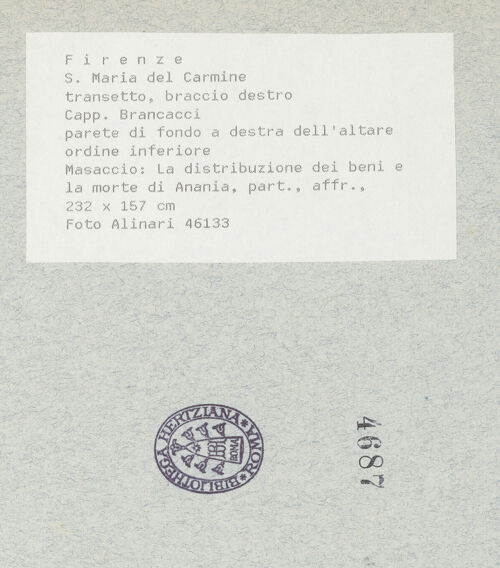 F i r e n z e
S. Maria del Carmine
transetto, braccio destro
Capp. Brancacci
parete di fondo a destra dell'altare
ordine inferiore
Masaccio: La distribuzione dei beni e
la morte di Anania, part., affr.,
232 x 157 cm
Foto Alinari 46133
BIBLIOTHECA HERTZIANA * ROMA *
ROMA
4687